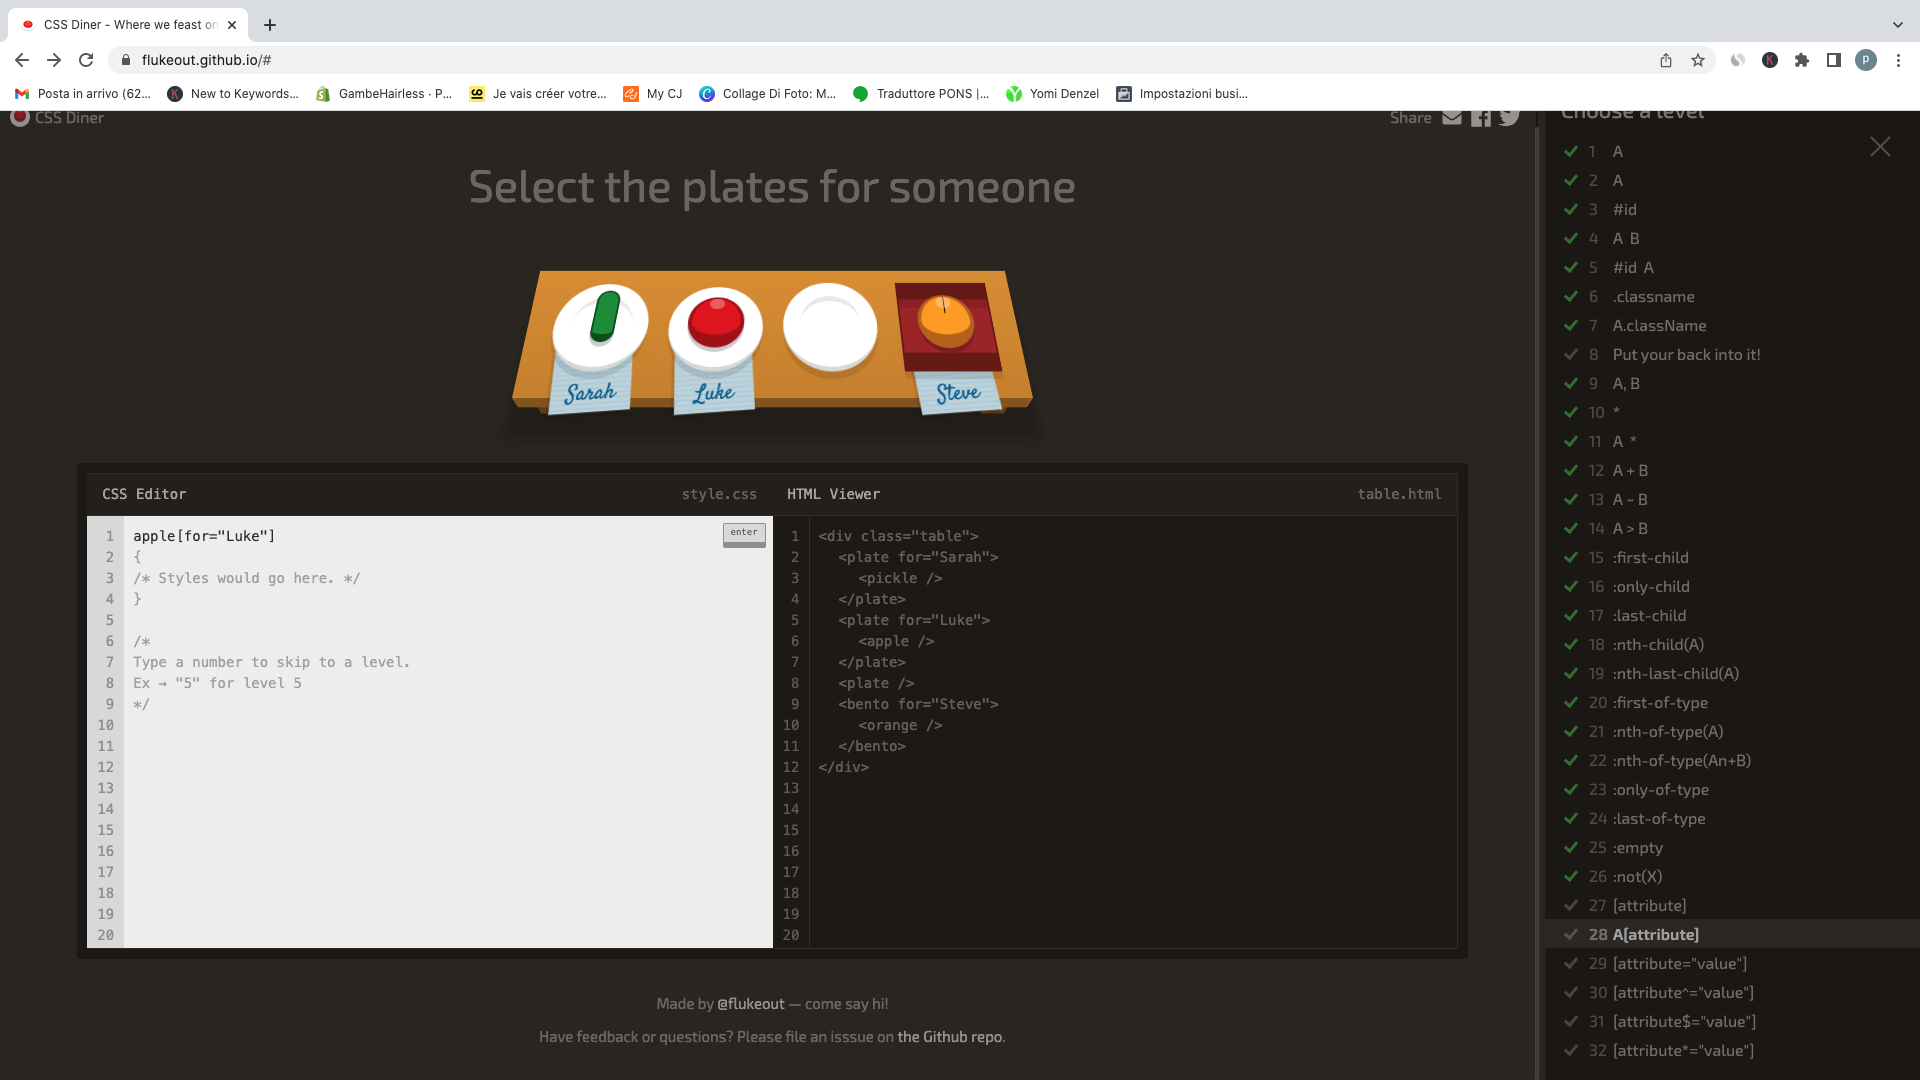 CSS Diner - Where we feast on
flukeout.github.io/#
P
Posta in arrivo (62...
New to Keywords...
GambeHairless · P...
Je vais créer votre...
My CJ
Collage Di Foto: M...
Traduttore PONS |...
Yomi Denzel
Impostazioni busi...
CSS Diner
Share
Choose a level
Select the plates for someone
Sarah
Luke
Steve
CSS Editor
style.css
HTML Viewer
table.html
enter
1 apple[for="Luke"]
2 {
3 /* Styles would go here. */
4 }
5
6 /*
7 Type a number to skip to a level.
8 Ex → "5" for level 5
9 */
10
11
12
13
14
15
16
17
18
19
20
1 <div class="table">
2 <plate for="Sarah">
3 <pickle />
4 </plate>
5 <plate for="Luke">
6 <apple />
7 </plate>
8 <plate />
9 <bento for="Steve">
10 <orange />
11 </bento>
12 </div>
13
14
15
16
17
18
19
20
1 A
2 A
3 #id
4 A B
5 #id A
6 .classname
7 A.className
8 Put your back into it!
9 A, B
10 *
11 A *
12 A + B
13 A ~ B
14 A > B
15 :first-child
16 :only-child
17 :last-child
18 :nth-child(A)
19 :nth-last-child(A)
20 :first-of-type
21 :nth-of-type(A)
22 :nth-of-type(An+B)
23 :only-of-type
24 :last-of-type
25 :empty
26 :not(X)
27 [attribute]
28 A[attribute]
29 [attribute="value"]
30 [attribute^="value"]
31 [attribute$="value"]
32 [attribute*="value"]
Made by @flukeout — come say hi!
Have feedback or questions? Please file an isssue on the Github repo.